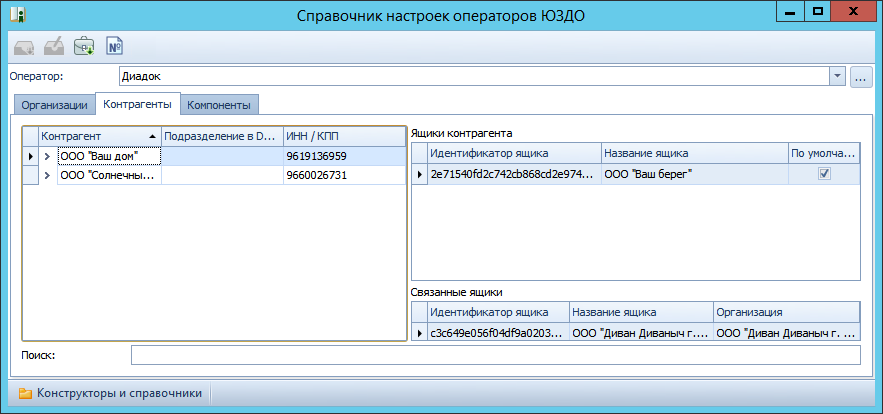 Справочник настроек операторов ЮЗДО
Оператор: Диадок
Организации Контрагенты Компоненты
Контрагент Подразделение в D... ИНН / КПП
ООО "Ваш дом" 9619136959
ООО "Солнечны... 9660026731
Ящики контрагента
Идентификатор ящика Название ящика По умолча...
2e71540fd2c742cb868cd2e974... ООО "Ваш берег"
Связанные ящики
Идентификатор ящика Название ящика Организация
c3c649e056f04df9a0203... ООО "Диван Диваныч г.... ООО "Диван Диваныч г. ...
Поиск:
Конструкторы и справочники